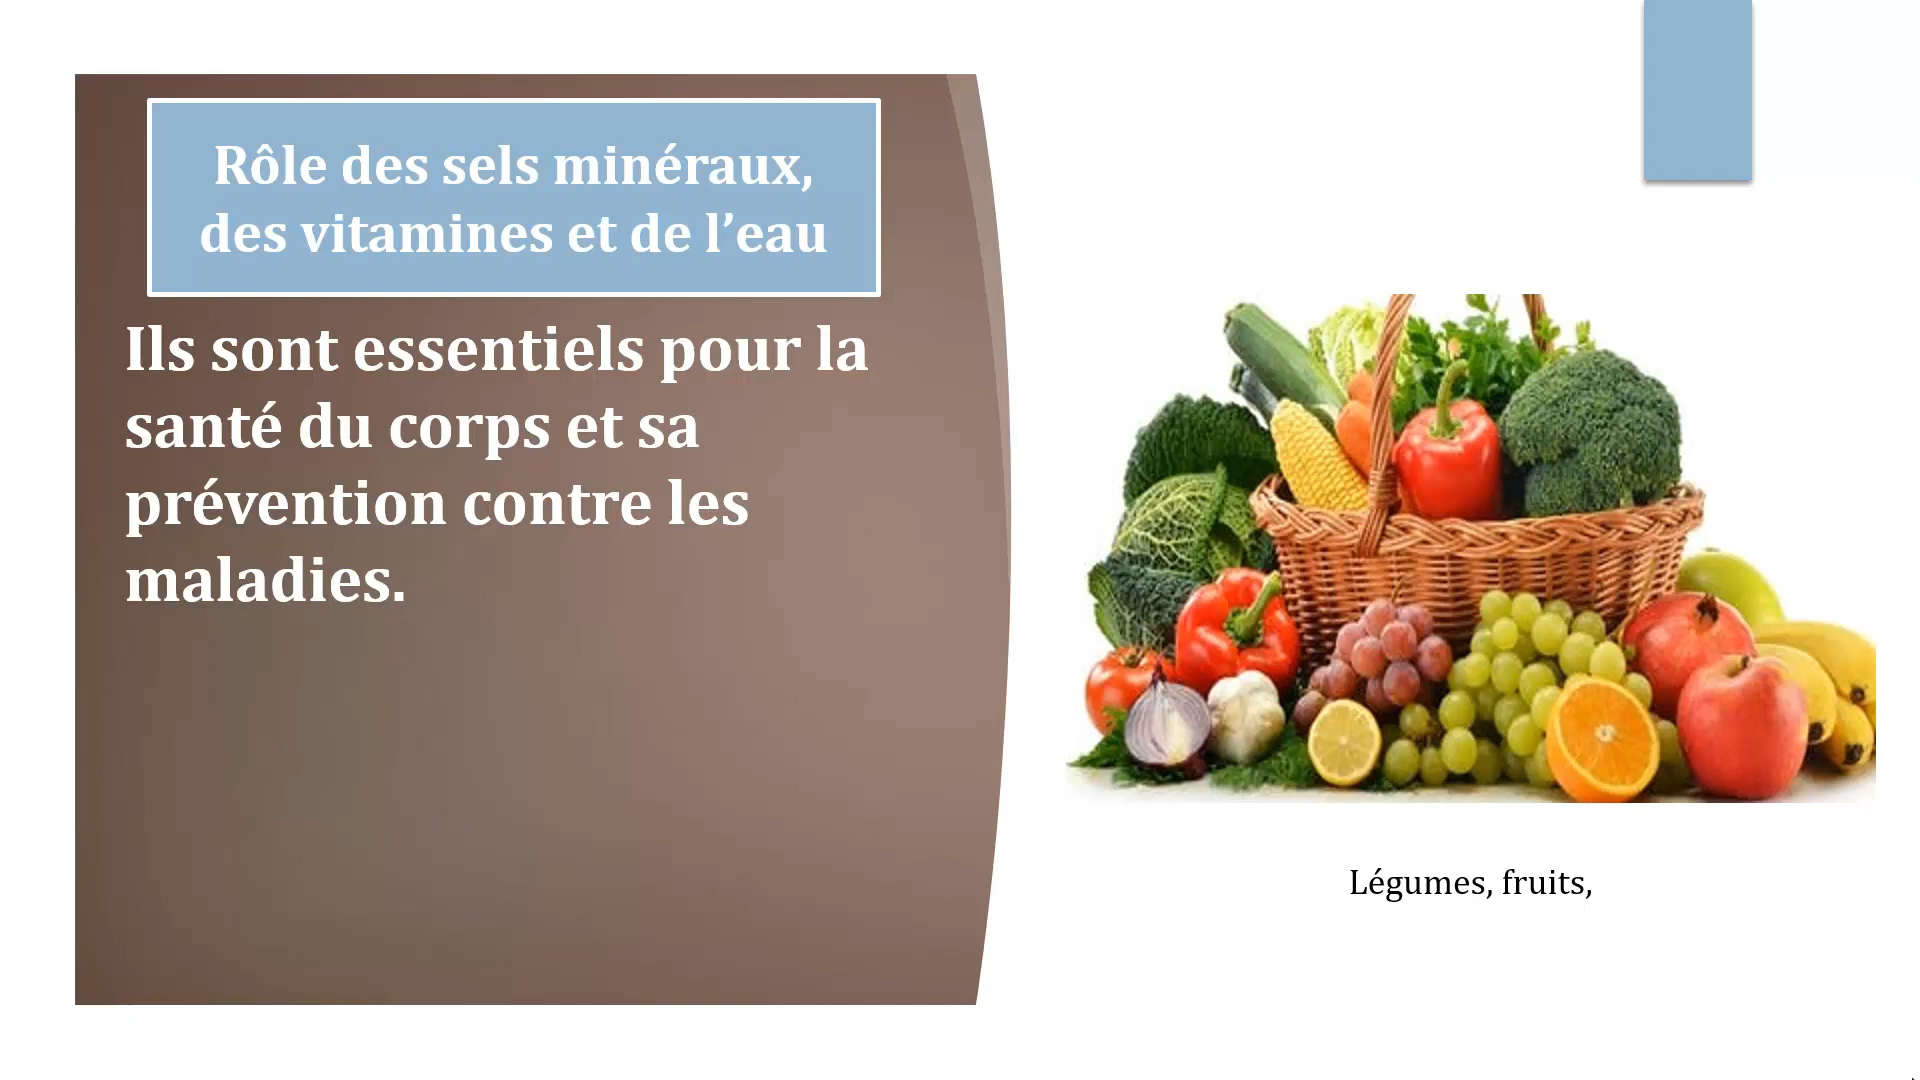 Rôle des sels minéraux,
des vitamines et de l’eau
Ils sont essentiels pour la
santé du corps et sa
prévention contre les
maladies.
Légumes, fruits,